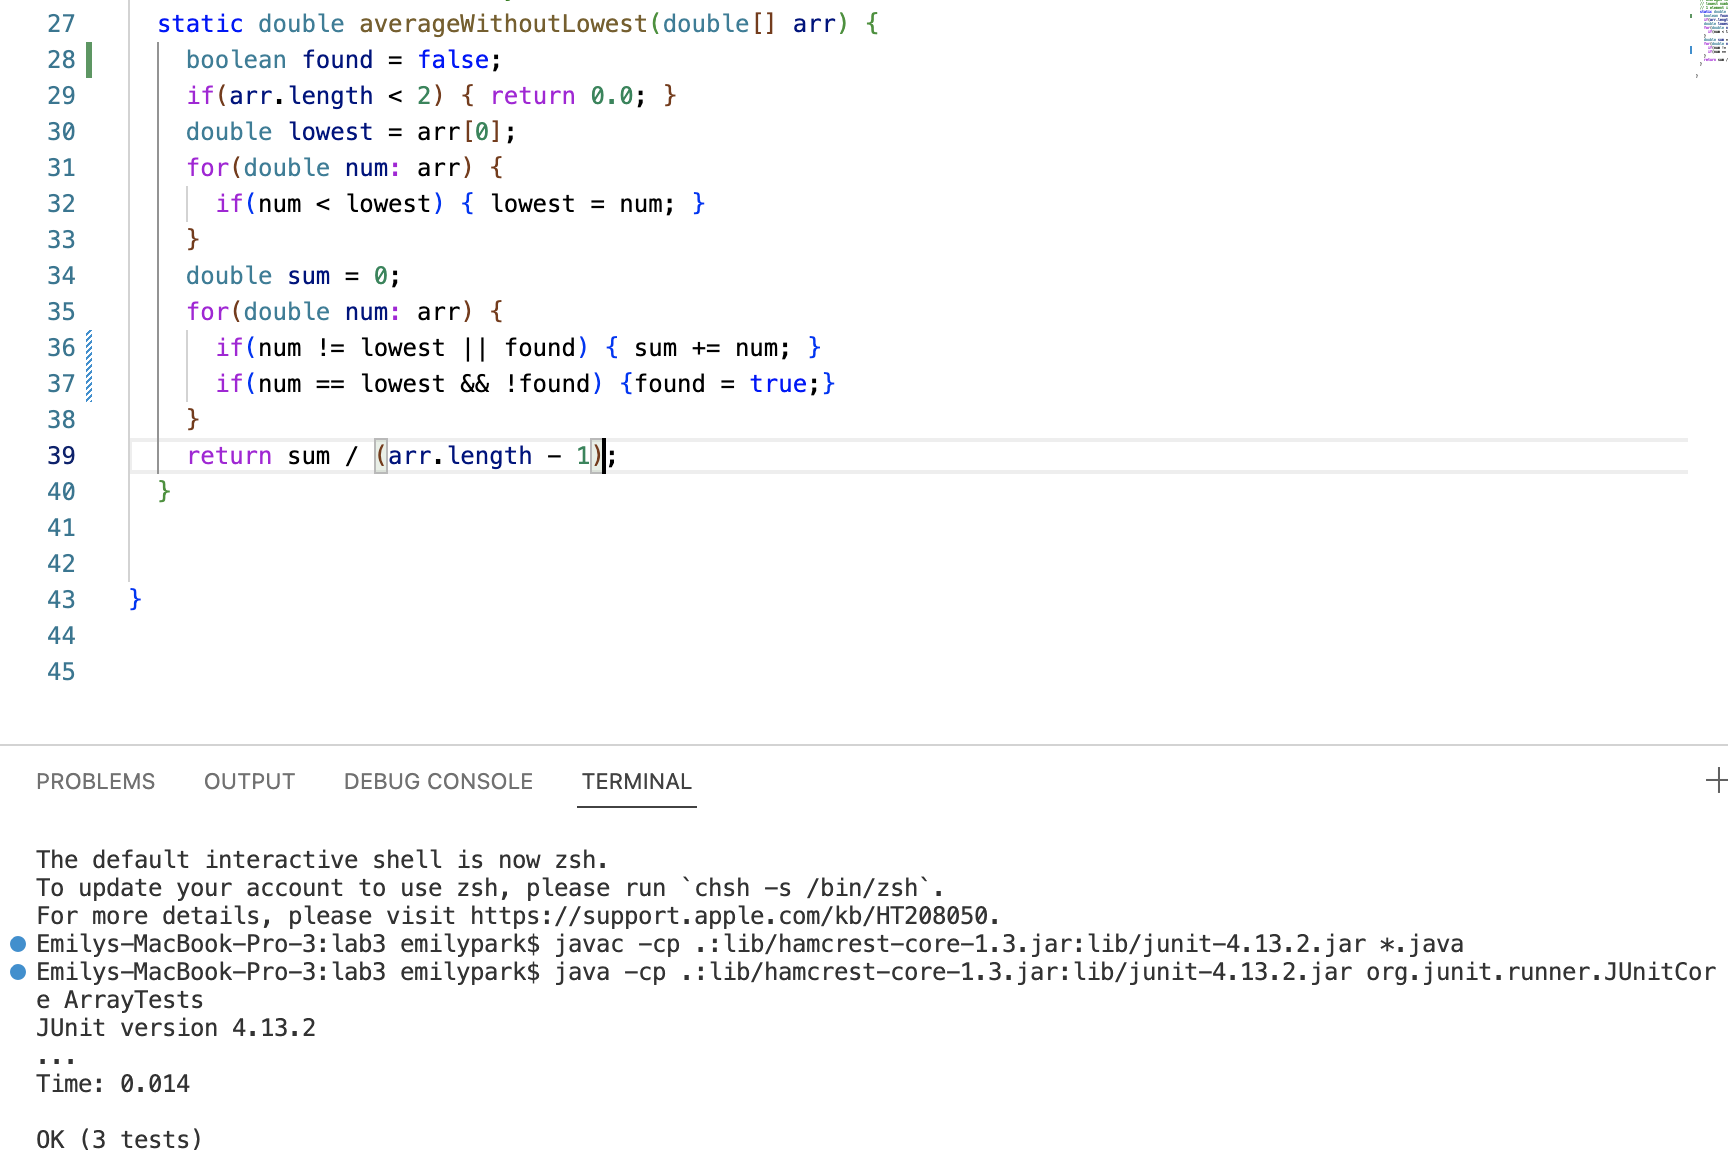 27 static double averageWithoutLowest(double[] arr) {
28 boolean found = false;
29 if(arr.length < 2) { return 0.0; }
30 double lowest = arr[0];
31 for(double num: arr) {
32 if(num < lowest) { lowest = num; }
33 }
34 double sum = 0;
35 for(double num: arr) {
36 if(num != lowest || found) { sum += num; }
37 if(num == lowest && !found) {found = true;}
38 }
39 return sum / (arr.length - 1);
40 }
41
42
43 }
44
45
PROBLEMS OUTPUT DEBUG CONSOLE TERMINAL
The default interactive shell is now zsh.
To update your account to use zsh, please run `chsh -s /bin/zsh`.
For more details, please visit https://support.apple.com/kb/HT208050.
Emilys-MacBook-Pro-3:lab3 emilypark$ javac -cp .:lib/hamcrest-core-1.3.jar:lib/junit-4.13.2.jar *.java
Emilys-MacBook-Pro-3:lab3 emilypark$ java -cp .:lib/hamcrest-core-1.3.jar:lib/junit-4.13.2.jar org.junit.runner.JUnitCor
e ArrayTests
JUnit version 4.13.2
...
Time: 0.014
OK (3 tests)